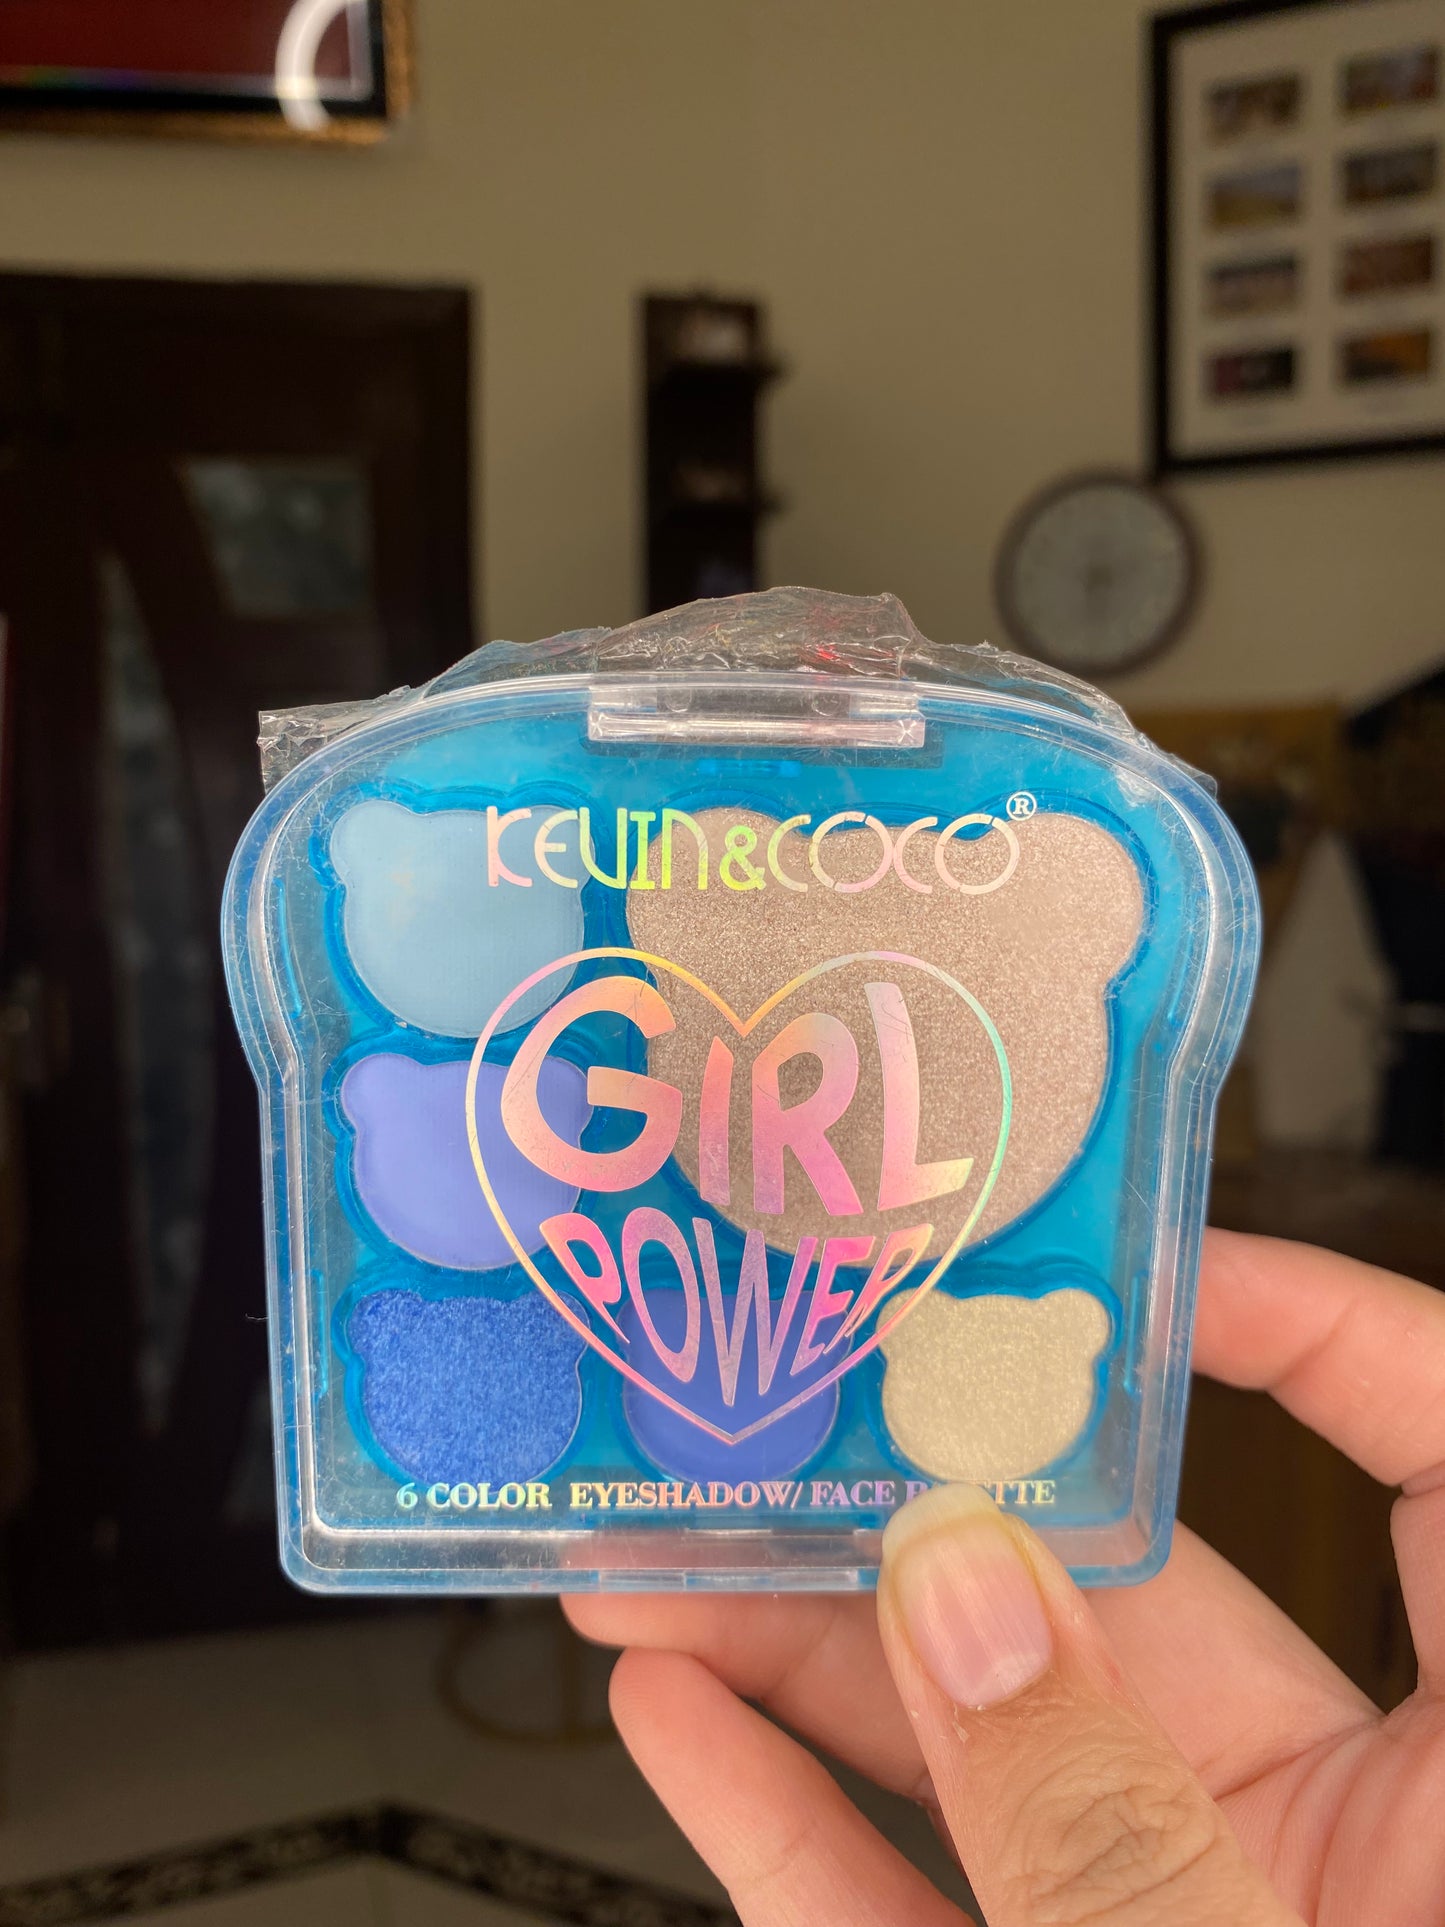 KEVIN&COCO®
GIRL
POWER
6 COLOR EYESHADOW/ FACE